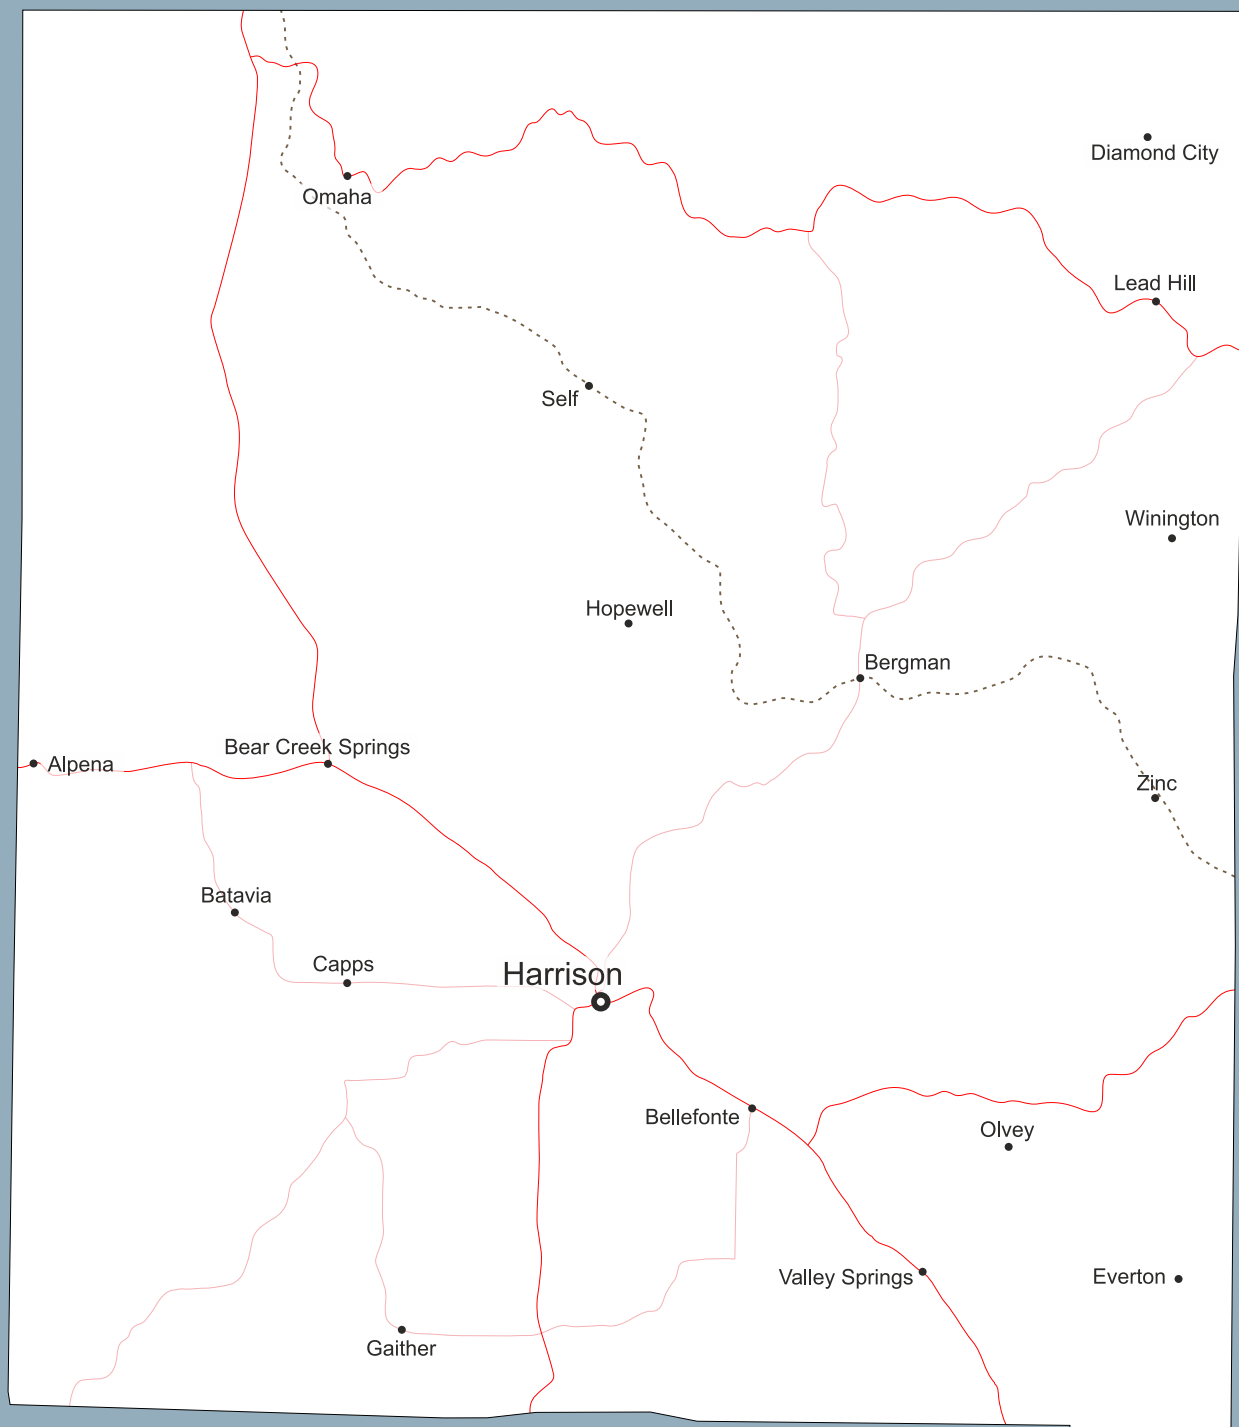 Diamond City
Omaha
Lead Hill
Self
Winington
Hopewell
Bergman
Bear Creek Springs
Alpena
Zinc
Batavia
Capps
Harrison
Bellefonte
Olvey
Valley Springs
Everton
Gaither